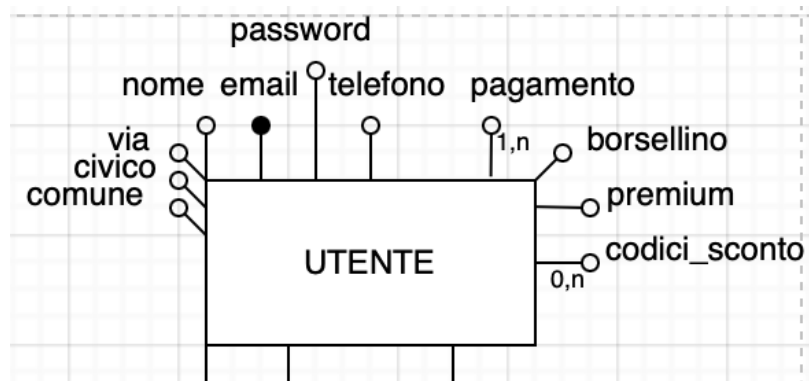 password
nome email telefono pagamento
1,n
via
borsellino
civico
comune
premium
UTENTE
codici_sconto
0,n